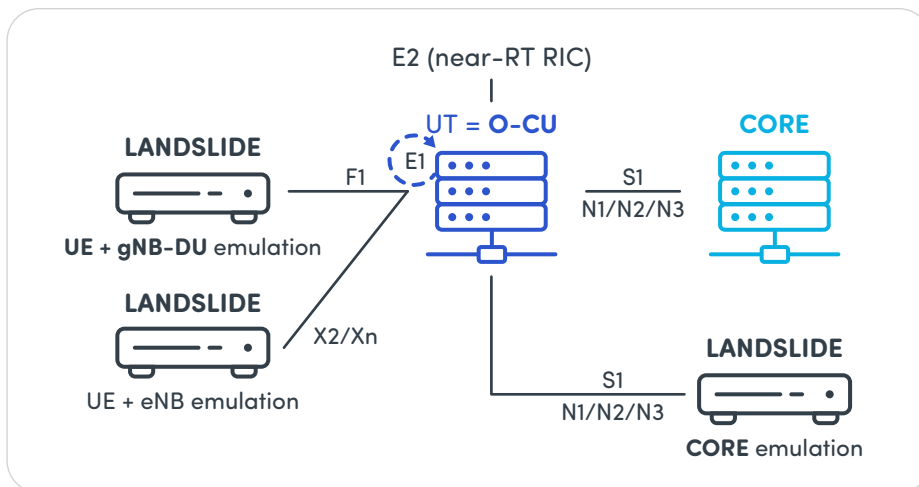 E2 (near-RT RIC)
UT = O-CU
CORE
LANDSLIDE
E1
F1
S1
N1/N2/N3
UE + gNB-DU emulation
LANDSLIDE
X2/Xn
UE + eNB emulation
LANDSLIDE
S1
N1/N2/N3
CORE emulation